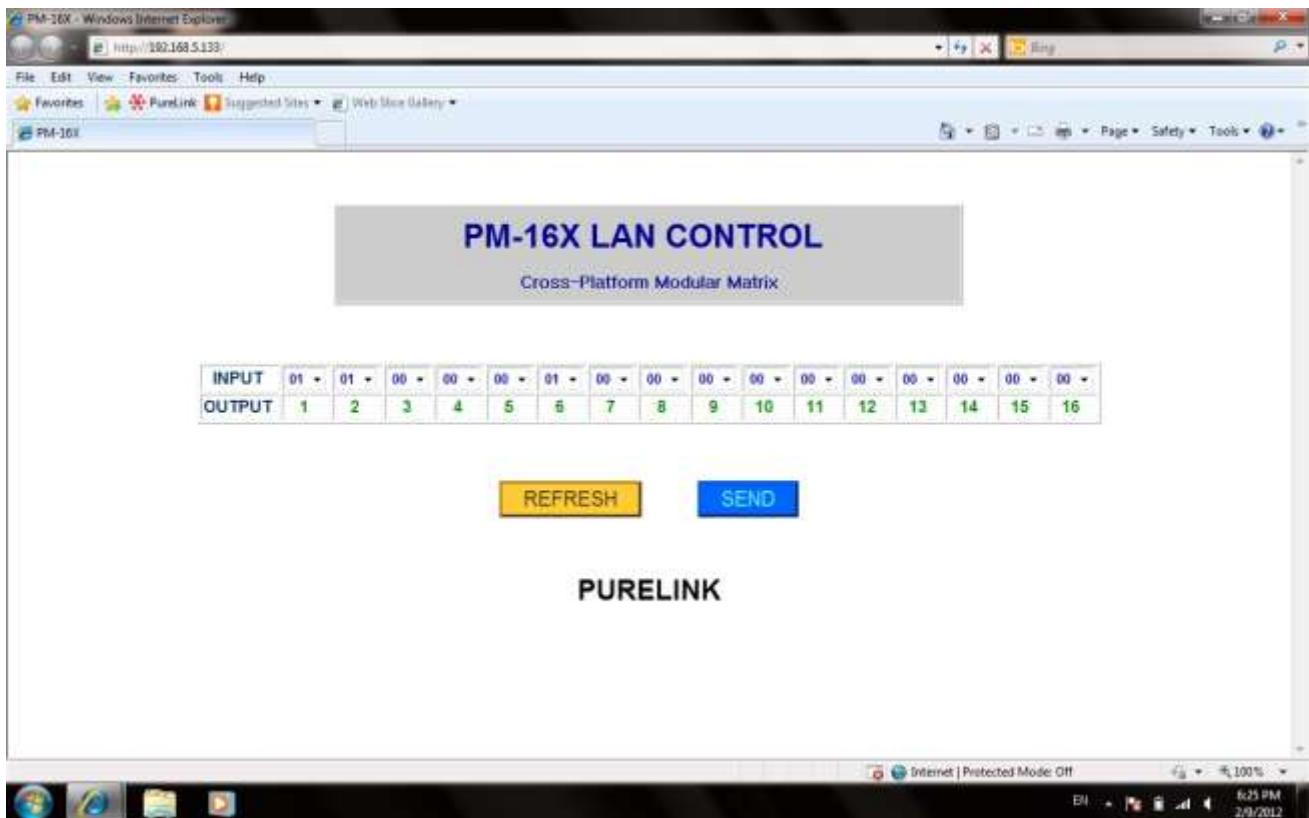 PM-16X - Windows Internet Explorer
http://192.168.5.133/
Bing
File Edit View Favorites Tools Help
Favorites PureLink Suggested Sites Web Slice Gallery
PM-16X
Page Safety Tools
PM-16X LAN CONTROL
Cross-Platform Modular Matrix
INPUT 01 01 00 00 00 01 00 00 00 00 00 00 00 00 00 00
OUTPUT 1 2 3 4 5 6 7 8 9 10 11 12 13 14 15 16
REFRESH SEND
PURELINK
Internet | Protected Mode: Off 100%
EN 6:25 PM
2/9/2012